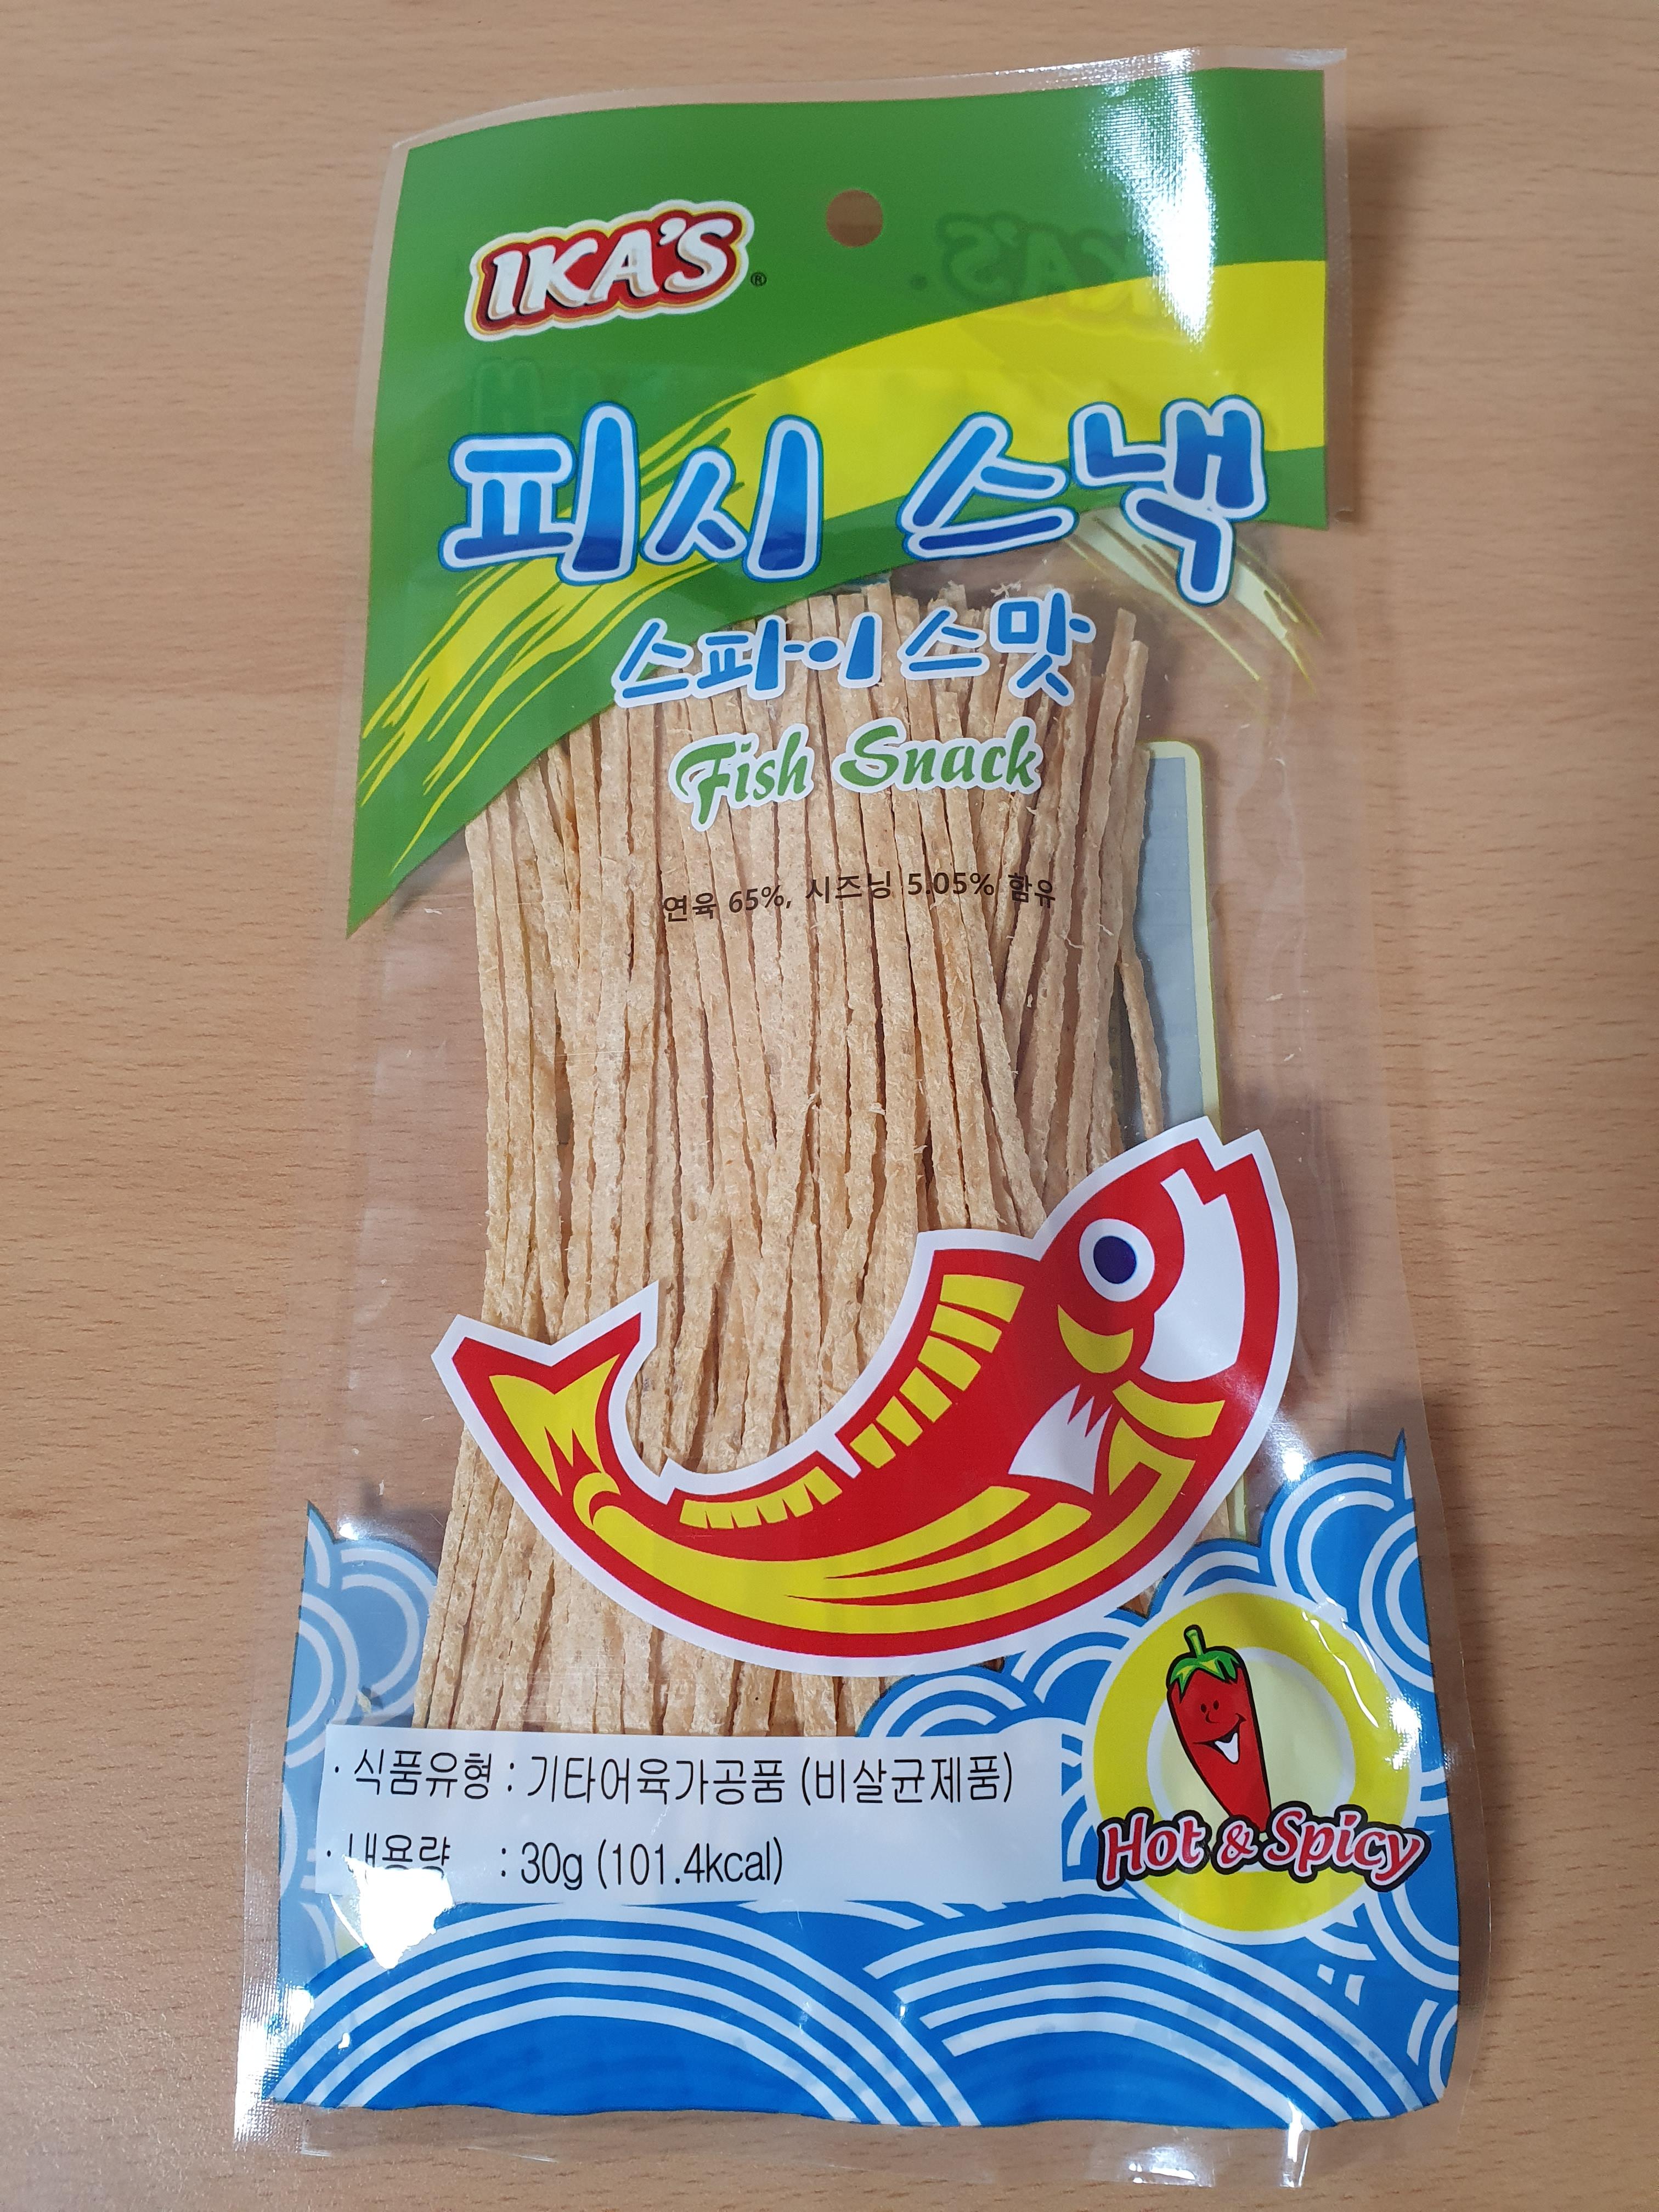 IKA'S®
피시 스낵
스파이스맛
Fish Snack
연육 65%, 시즈닝 5.05% 함유
· 식품유형 : 기타어육가공품 (비살균제품)
· 내용량 : 30g (101.4kcal)
Hot & Spicy